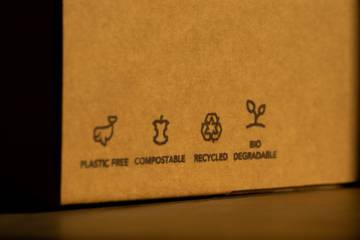 PLASTIC FREE COMPOSTABLE RECYCLED BIO
DEGRADABLE